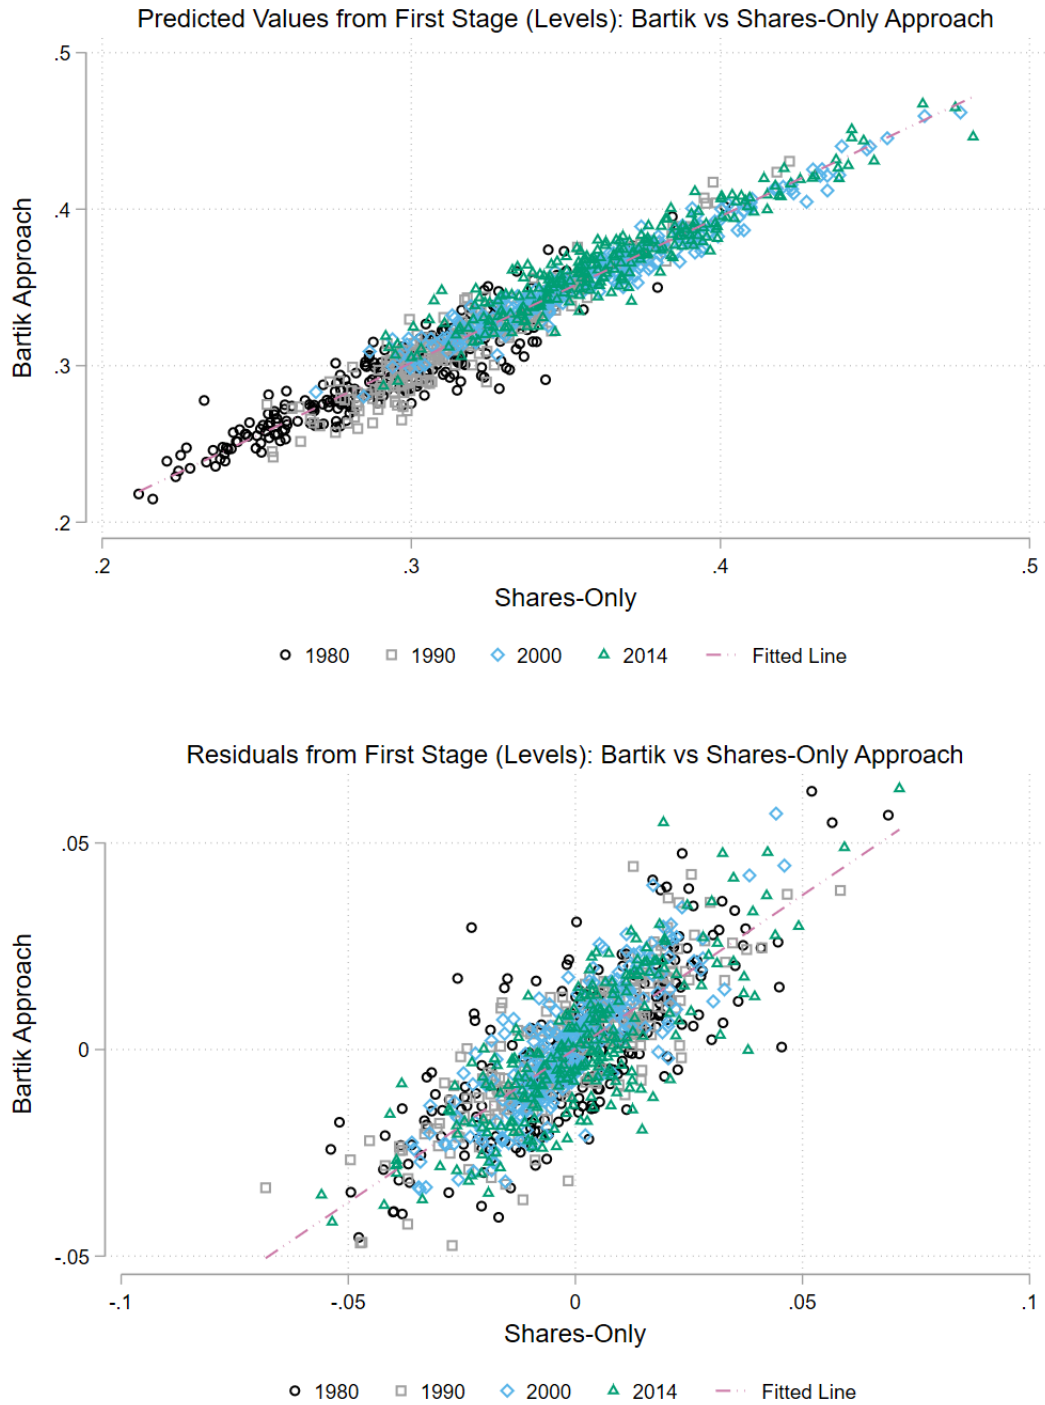 Predicted Values from First Stage (Levels): Bartik vs Shares-Only Approach
.5
.4
.3
.2
Bartik Approach
.2 .3 .4 .5
Shares-Only
1980 1990 2000 2014 Fitted Line
Residuals from First Stage (Levels): Bartik vs Shares-Only Approach
.05
0
-.05
Bartik Approach
-.1 -.05 0 .05 .1
Shares-Only
1980 1990 2000 2014 Fitted Line